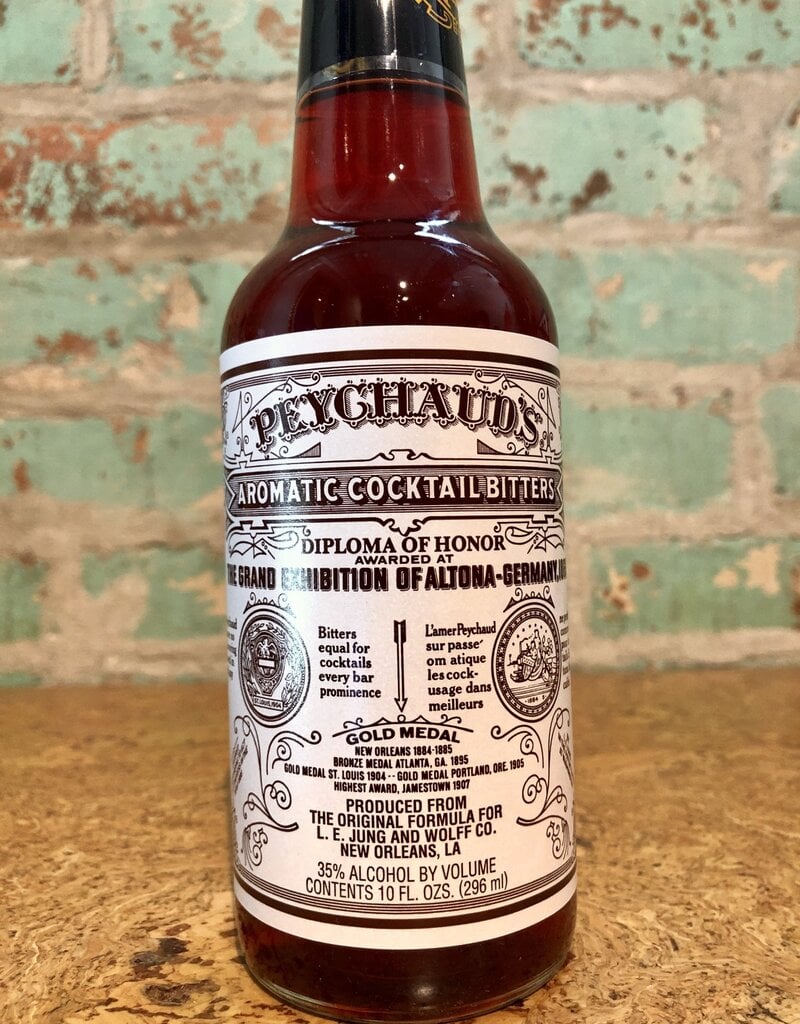 PEYCHAUD'S
AROMATIC COCKTAIL BITTERS
DIPLOMA OF HONOR
AWARDED AT
THE GRAND EXHIBITION OF ALTONA-GERMANY,
Bitters
equal for
cocktails
every bar
prominence
L'amer Peychaud
sur passe´
om atique
les cock-
usage dans
meilleurs
ST. LOUIS, 1904
1884
GOLD MEDAL
NEW ORLEANS 1884-1885
BRONZE MEDAL ATLANTA, GA. 1895
GOLD MEDAL ST. LOUIS 1904 -- GOLD MEDAL PORTLAND, ORE. 1905
HIGHEST AWARD, JAMESTOWN 1907
PRODUCED FROM
THE ORIGINAL FORMULA FOR
L. E. JUNG AND WOLFF CO.
NEW ORLEANS, LA
35% ALCOHOL BY VOLUME
CONTENTS 10 FL. OZS. (296 ml)